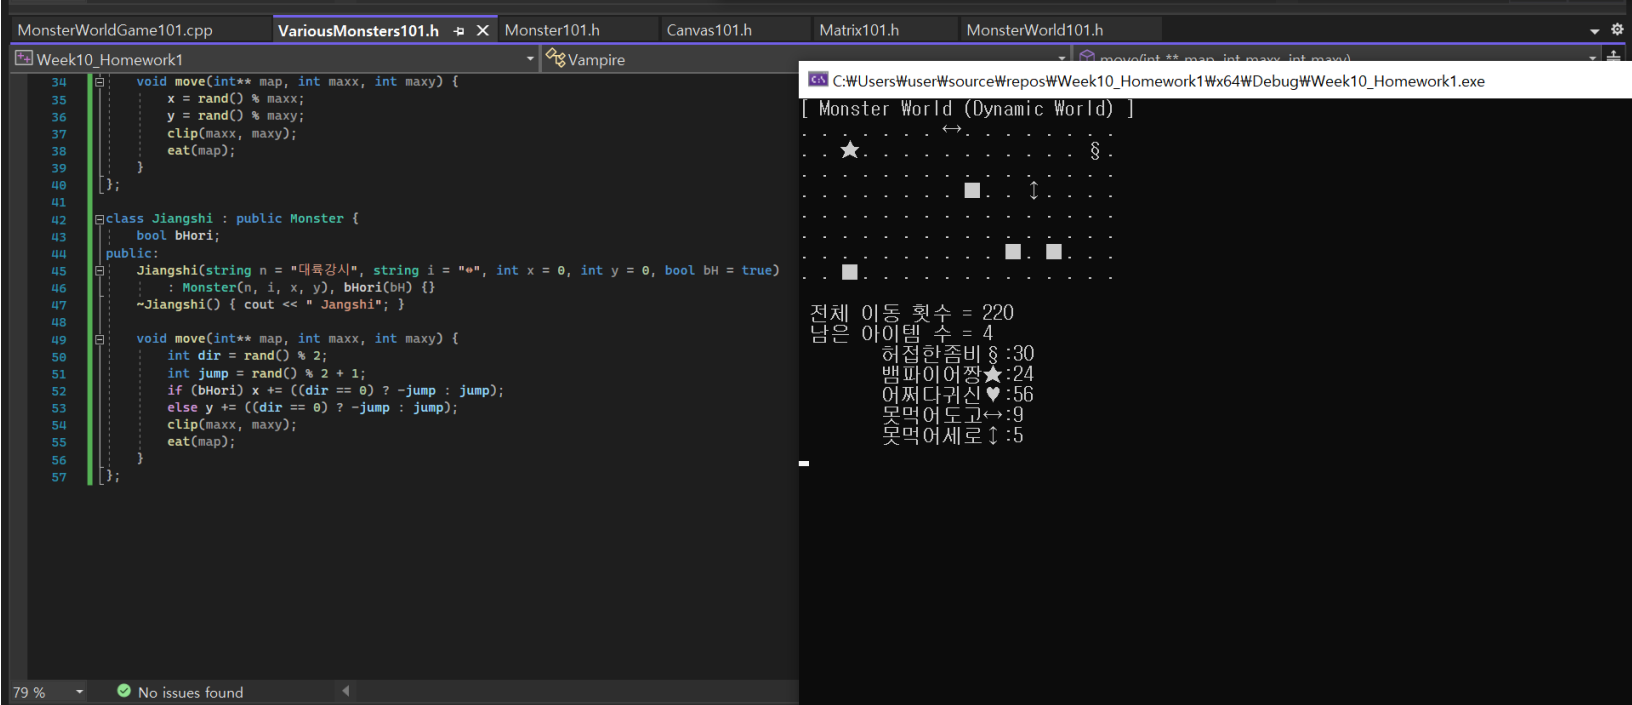 MonsterWorldGame101.cpp VariousMonsters101.h Monster101.h Canvas101.h Matrix101.h MonsterWorld101.h
Week10_Homework1 Vampire move(int ** map, int maxx, int maxy)
34 void move(int** map, int maxx, int maxy) {
35 x = rand() % maxx;
36 y = rand() % maxy;
37 clip(maxx, maxy);
38 eat(map);
39 }
40 };
41
42 class Jiangshi : public Monster {
43 bool bHori;
44 public:
45 Jiangshi(string n = "대륙강시", string i = "↔", int x = 0, int y = 0, bool bH = true)
46 : Monster(n, i, x, y), bHori(bH) {}
47 ~Jiangshi() { cout << " Jangshi"; }
48
49 void move(int** map, int maxx, int maxy) {
50 int dir = rand() % 2;
51 int jump = rand() % 2 + 1;
52 if (bHori) x += ((dir == 0) ? -jump : jump);
53 else y += ((dir == 0) ? -jump : jump);
54 clip(maxx, maxy);
55 eat(map);
56 }
57 };
79 % No issues found
C:₩Users₩user₩source₩repos₩Week10_Homework1₩x64₩Debug₩Week10_Homework1.exe
[ Monster World (Dynamic World) ]
. . . . . . . ↔. . . . . . . .
. . ★. . . . . . . . . . . § .
. . . . . . . . . . . . . . . .
. . . . . . . . ■. . ↕. . . .
. . . . . . . . . . . . . . . .
. . . . . . . . . . . . . . . .
. . . . . . . . . . ■. ■. . .
. . ■. . . . . . . . . . . . .
전체 이동 횟수 = 220
남은 아이템 수 = 4
허접한좀비§:30
뱀파이어짱★:24
어쩌다귀신♥:56
못먹어도고↔:9
못먹어세로↕:5